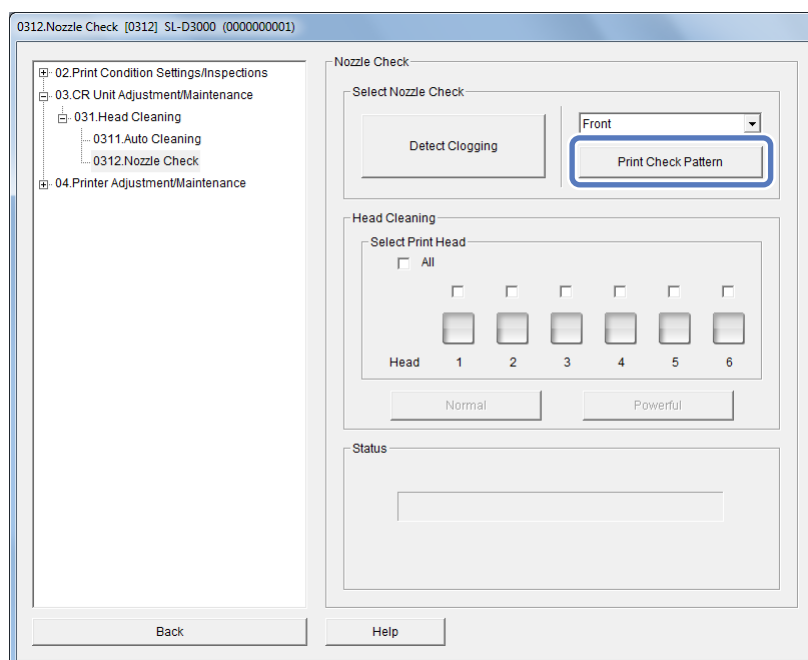 0312.Nozzle Check [0312] SL-D3000 (0000000001)
02.Print Condition Settings/Inspections
03.CR Unit Adjustment/Maintenance
031.Head Cleaning
0311.Auto Cleaning
0312.Nozzle Check
04.Printer Adjustment/Maintenance
Nozzle Check
Select Nozzle Check
Detect Clogging
Front
Print Check Pattern
Head Cleaning
Select Print Head
All
Head 1 2 3 4 5 6
Normal Powerful
Status
Back Help